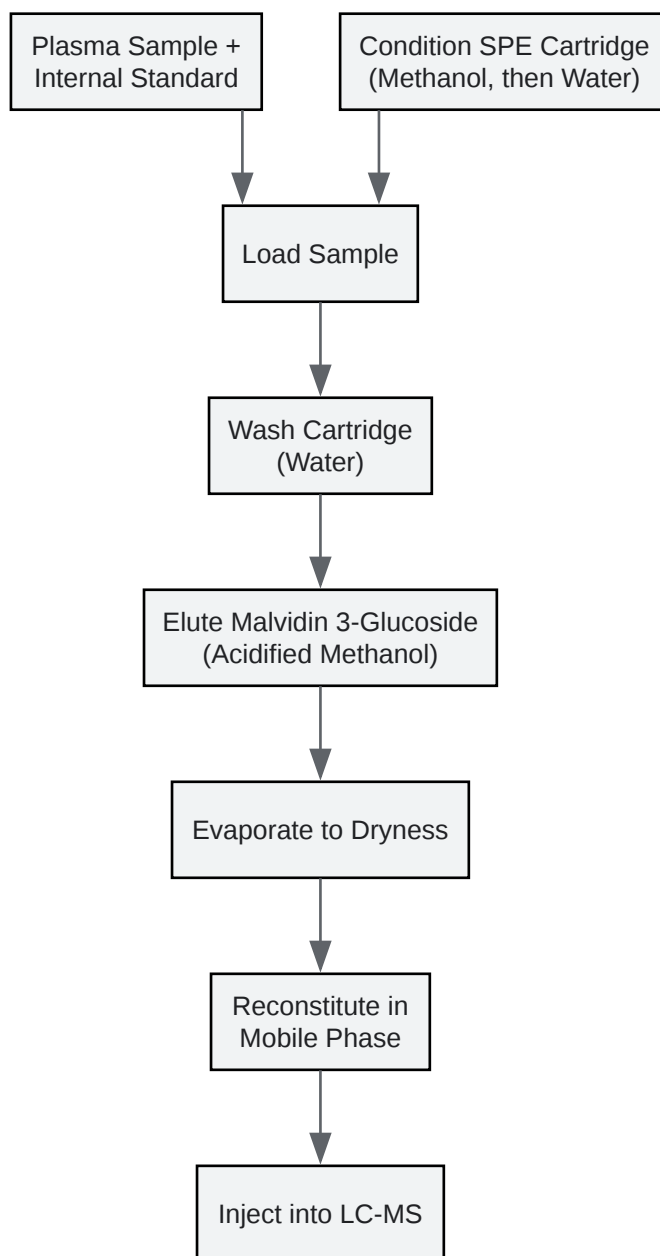 Plasma Sample +
Internal Standard
Condition SPE Cartridge
(Methanol, then Water)
Load Sample
Wash Cartridge
(Water)
Elute Malvidin 3-Glucoside
(Acidified Methanol)
Evaporate to Dryness
Reconstitute in
Mobile Phase
Inject into LC-MS